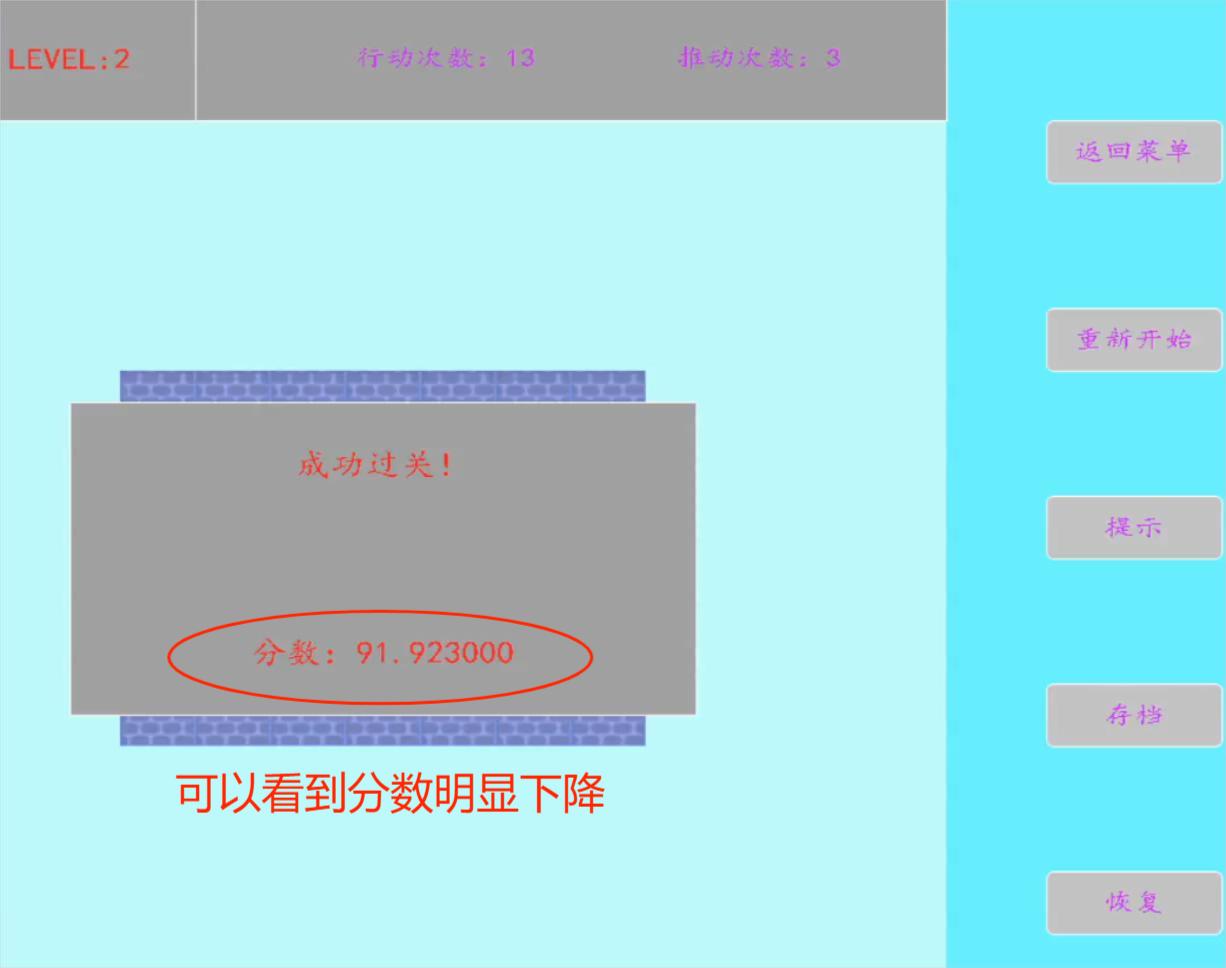 LEVEL:2
行动次数: 13
推动次数: 3
返回菜单
重新开始
成功过关!
提示
分数: 91.923000
存档
可以看到分数明显下降
恢复